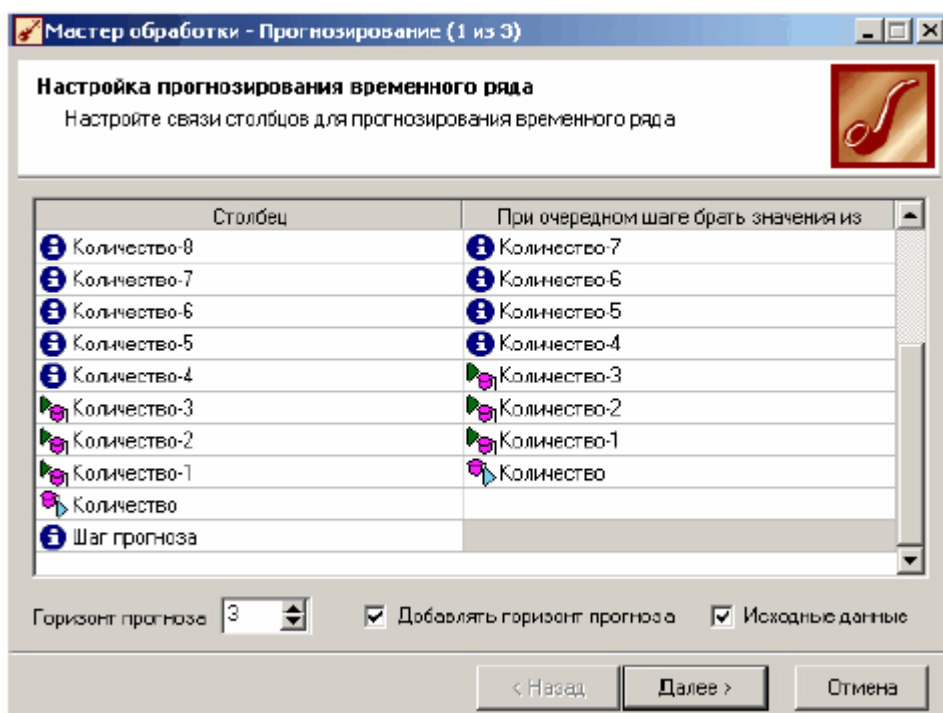 Мастер обработки - Прогнозирование (1 из 3)
Настройка прогнозирования временного ряда
Настройте связи столбцов для прогнозирования временного ряда
Столбец При очередном шаге брать значения из
Количество-8 Количество-7
Количество-7 Количество-6
Количество-6 Количество-5
Количество-5 Количество-4
Количество-4 Количество-3
Количество-3 Количество-2
Количество-2 Количество-1
Количество-1 Количество
Количество
Шаг прогноза
Горизонт прогноза 3 Добавлять горизонт прогноза Исходные данные
< Назад Далее > Отмена